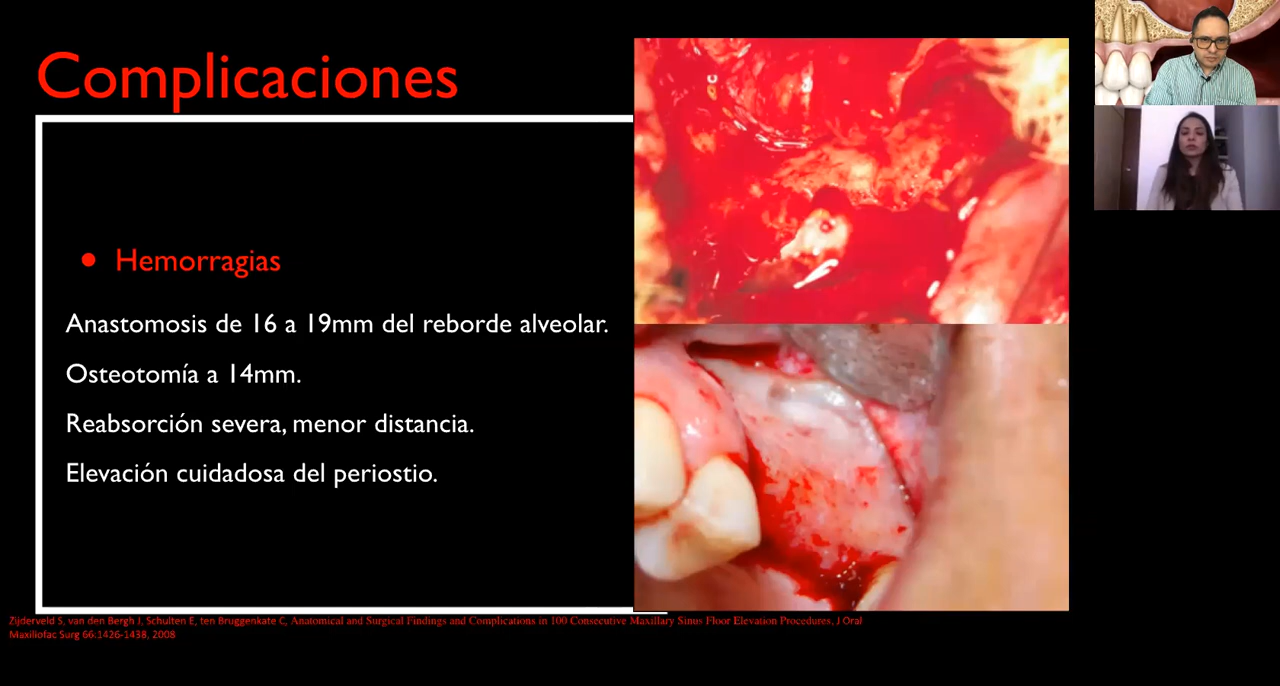 Complicaciones
• Hemorragias
Anastomosis de 16 a 19mm del reborde alveolar.
Osteotomía a 14mm.
Reabsorción severa, menor distancia.
Elevación cuidadosa del periostio.
Zijderveld S, van den Bergh J, Schulten E, ten Bruggenkate C, Anatomical and Surgical Findings and Complications in 100 Consecutive Maxillary Sinus Floor Elevation Procedures, J Oral
Maxillofac Surg 66:1426-1438, 2008